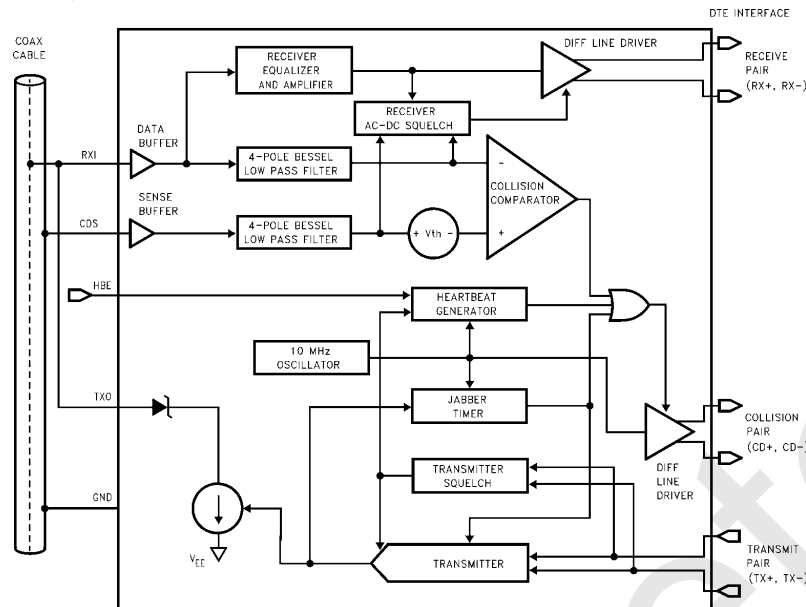 DTE INTERFACE
COAX
CABLE
RECEIVER
EQUALIZER
AND AMPLIFIER
DIFF LINE DRIVER
RECEIVE
PAIR
(RX+, RX-)
RECEIVER
AC-DC SQUELCH
DATA
BUFFER
RXI
4-POLE BESSEL
LOW PASS FILTER
-
COLLISION
COMPARATOR
SENSE
BUFFER
CDS
4-POLE BESSEL
LOW PASS FILTER
+ Vth -
+
HBE
HEARTBEAT
GENERATOR
10 MHz
OSCILLATOR
TXO
JABBER
TIMER
COLLISION
PAIR
(CD+, CD-)
TRANSMITTER
SQUELCH
DIFF
LINE
DRIVER
GND
VEE
TRANSMITTER
TRANSMIT
PAIR
(TX+, TX-)